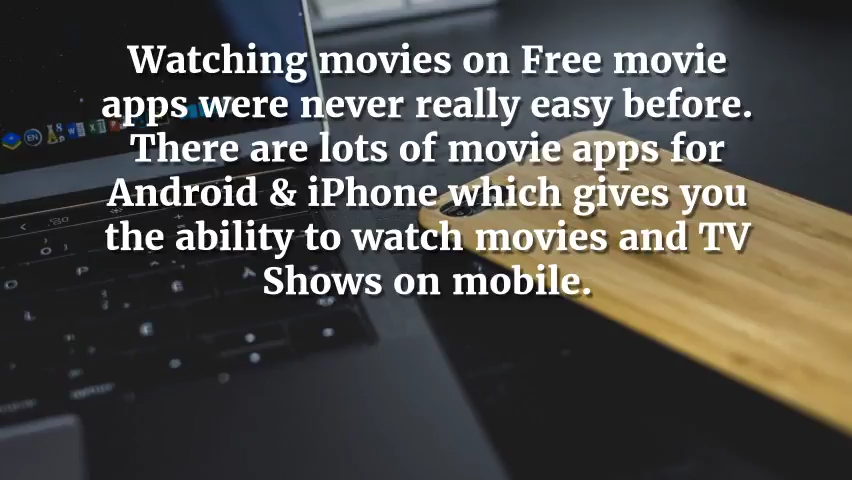 Watching movies on Free movie
apps were never really easy before.
There are lots of movie apps for
Android & iPhone which gives you
the ability to watch movies and TV
Shows on mobile.
EN